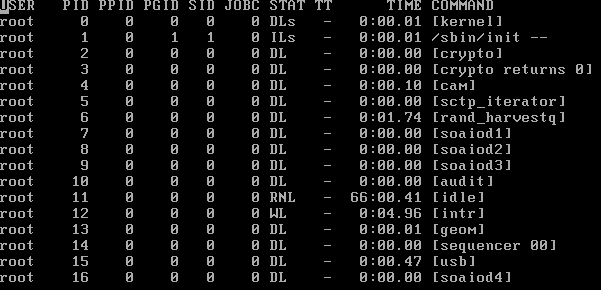 USER PID PPID PGID SID JOBC STAT TT TIME COMMAND
root 0 0 0 0 0 DLs - 0:00.01 [kernel]
root 1 0 1 1 0 ILs - 0:00.01 /sbin/init --
root 2 0 0 0 0 DL - 0:00.00 [crypto]
root 3 0 0 0 0 DL - 0:00.00 [crypto returns 0]
root 4 0 0 0 0 DL - 0:00.10 [cam]
root 5 0 0 0 0 DL - 0:00.00 [sctp_iterator]
root 6 0 0 0 0 DL - 0:01.74 [rand_harvestq]
root 7 0 0 0 0 DL - 0:00.00 [soaiod1]
root 8 0 0 0 0 DL - 0:00.00 [soaiod2]
root 9 0 0 0 0 DL - 0:00.00 [soaiod3]
root 10 0 0 0 0 DL - 0:00.00 [audit]
root 11 0 0 0 0 RNL - 66:00.41 [idle]
root 12 0 0 0 0 WL - 0:04.96 [intr]
root 13 0 0 0 0 DL - 0:00.01 [geom]
root 14 0 0 0 0 DL - 0:00.00 [sequencer 00]
root 15 0 0 0 0 DL - 0:00.47 [usb]
root 16 0 0 0 0 DL - 0:00.00 [soaiod4]